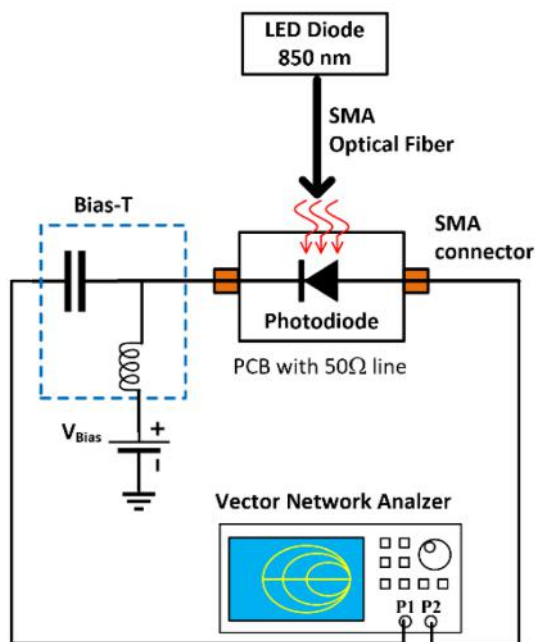 LED Diode
850 nm
SMA
Optical Fiber
Bias-T
SMA
connector
Photodiode
PCB with 50Ω line
VBias
+
-
Vector Network Analzer
P1 P2